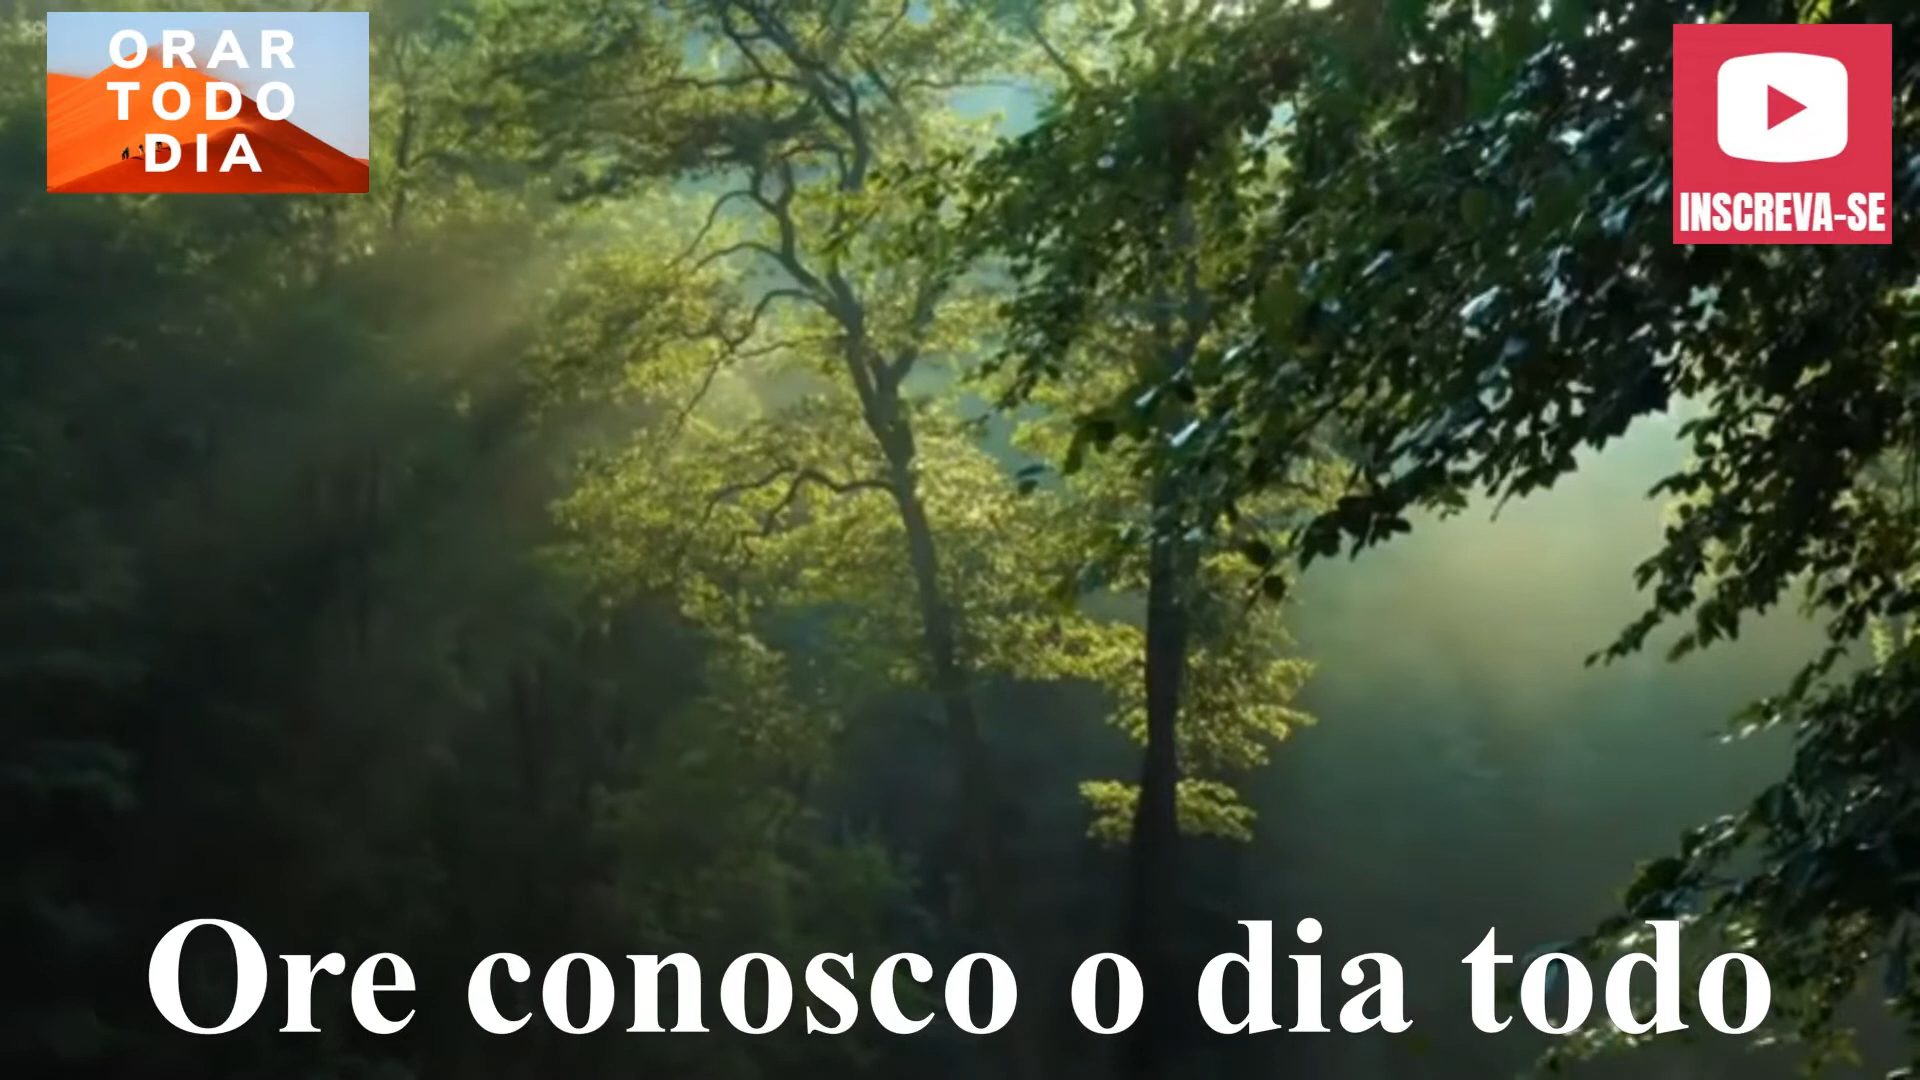 ORAR
TODO
DIA
INSCREVA-SE
Ore conosco o dia todo